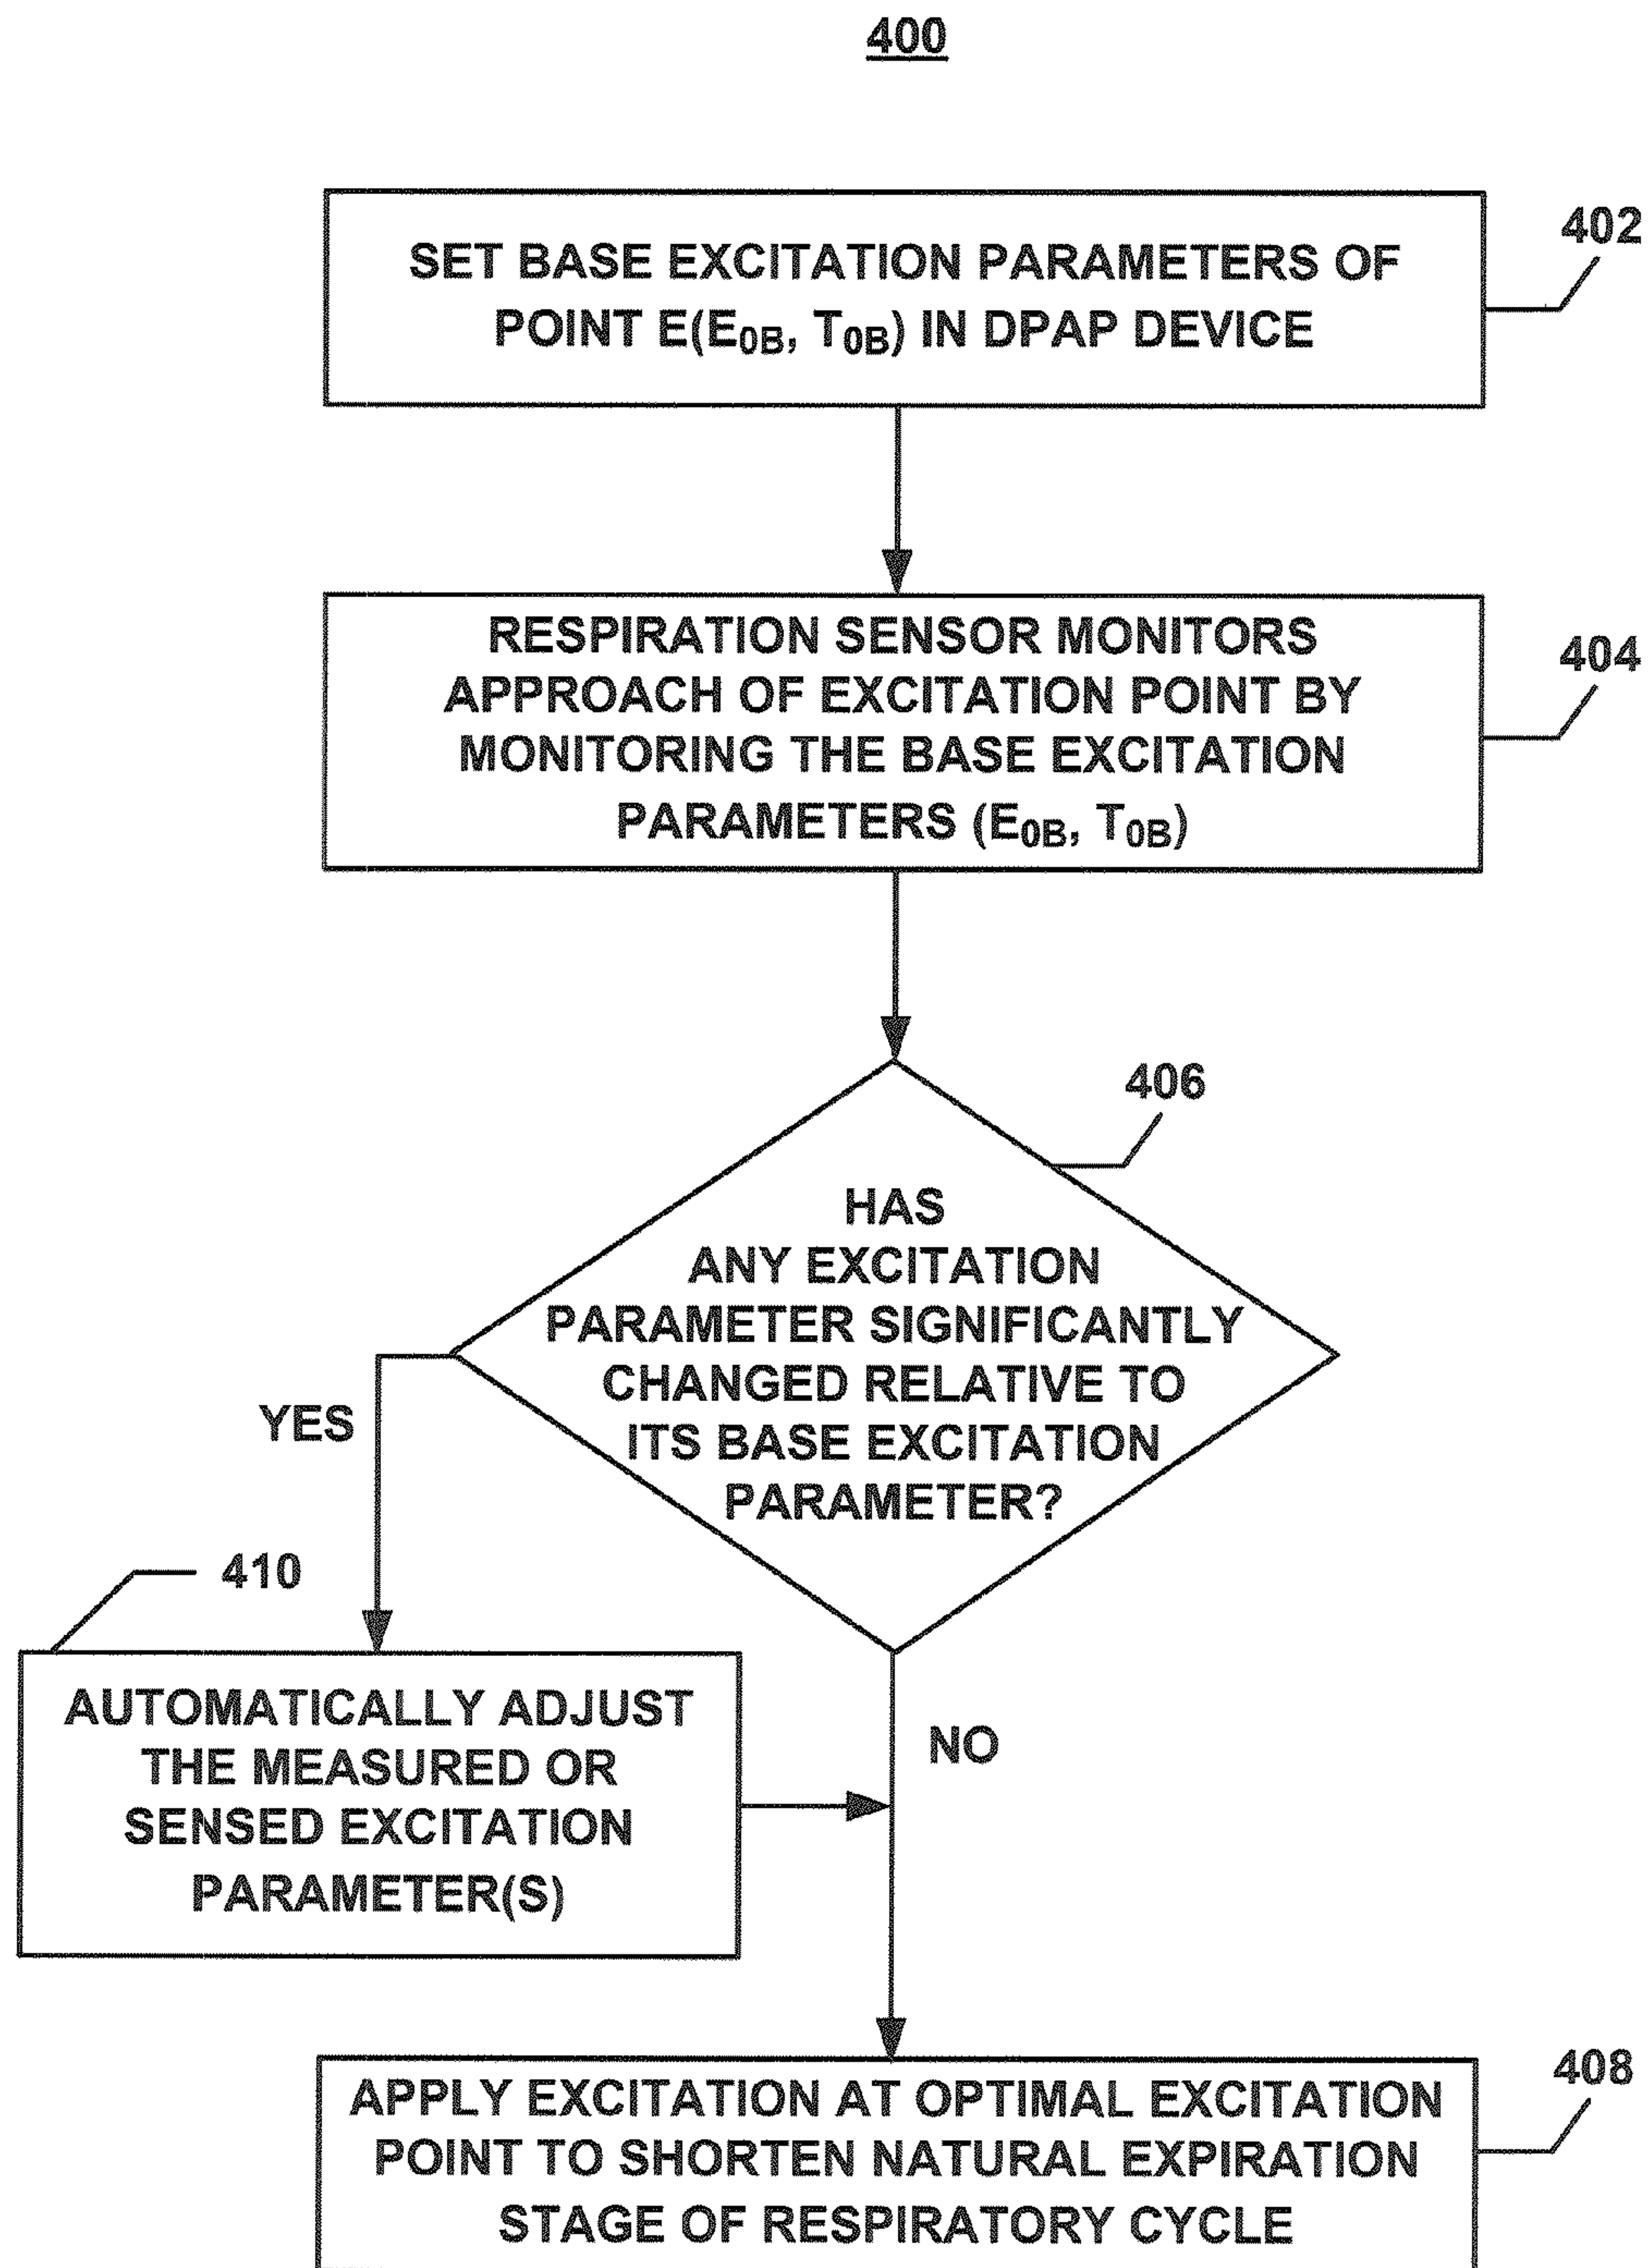 400
SET BASE EXCITATION PARAMETERS OF
POINT E(E0B, T0B) IN DPAP DEVICE
402
RESPIRATION SENSOR MONITORS
APPROACH OF EXCITATION POINT BY
MONITORING THE BASE EXCITATION
PARAMETERS (E0B, T0B)
404
406
HAS
ANY EXCITATION
PARAMETER SIGNIFICANTLY
CHANGED RELATIVE TO
ITS BASE EXCITATION
PARAMETER?
YES
410
AUTOMATICALLY ADJUST
THE MEASURED OR
SENSED EXCITATION
PARAMETER(S)
NO
APPLY EXCITATION AT OPTIMAL EXCITATION
POINT TO SHORTEN NATURAL EXPIRATION
STAGE OF RESPIRATORY CYCLE
408